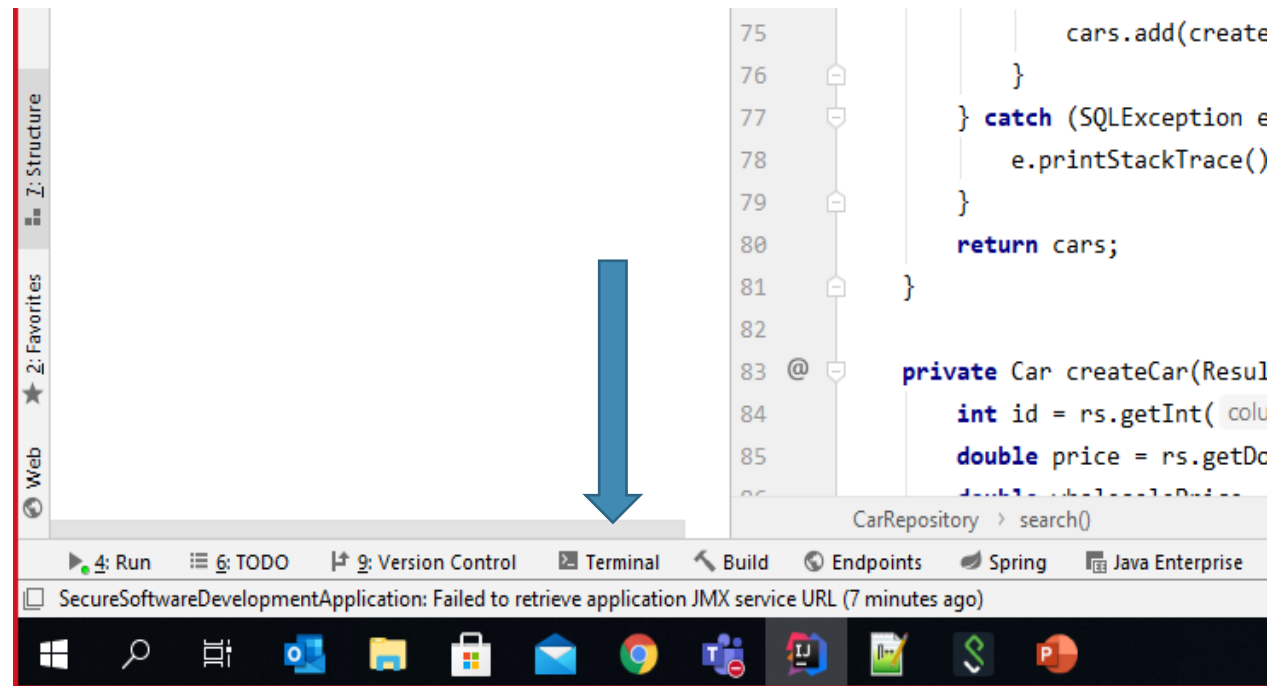 7: Structure
2: Favorites
Web
75 cars.add(create
76 }
77 } catch (SQLException e
78 e.printStackTrace()
79 }
80 return cars;
81 }
82
83 @ private Car createCar(Resul
84 int id = rs.getInt( colu
85 double price = rs.getDo
CarRepository > search()
4: Run 6: TODO 9: Version Control Terminal Build Endpoints Spring Java Enterprise
SecureSoftwareDevelopmentApplication: Failed to retrieve application JMX service URL (7 minutes ago)